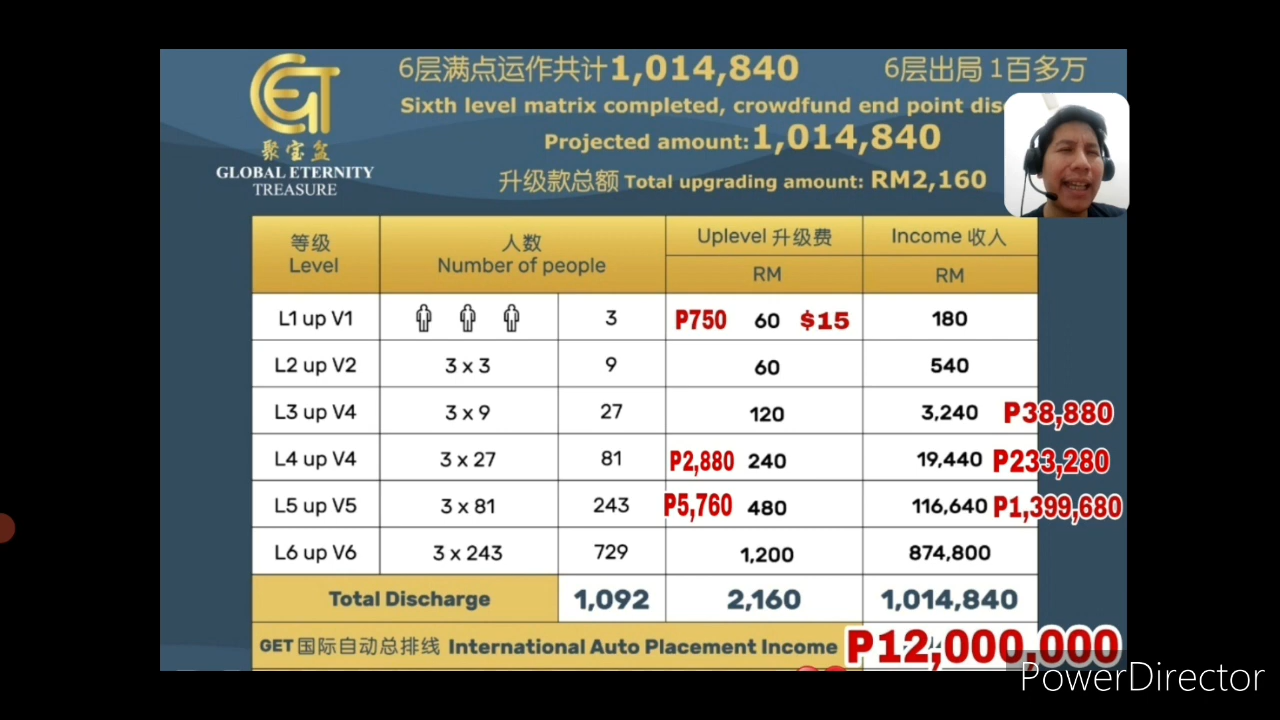 6层满点运作共计1,014,840 6层出局 1百多万
Sixth level matrix completed, crowdfund end point
Projected amount: 1,014,840
升级款总额 Total upgrading amount: RM2,160
GET
聚宝盆
GLOBAL ETERNITY
TREASURE
等级 人数 Uplevel 升级费 Income 收入
Level Number of people RM RM
L1 up V1 3 P750 60 $15 180
L2 up V2 3 x 3 9 60 540
L3 up V4 3 x 9 27 120 3,240 P38,880
L4 up V4 3 x 27 81 P2,880 240 19,440 P233,280
L5 up V5 3 x 81 243 P5,760 480 116,640 P1,399,680
L6 up V6 3 x 243 729 1,200 874,800
Total Discharge 1,092 2,160 1,014,840
GET 国际自动总排线 International Auto Placement Income P12,000,000
PowerDirector